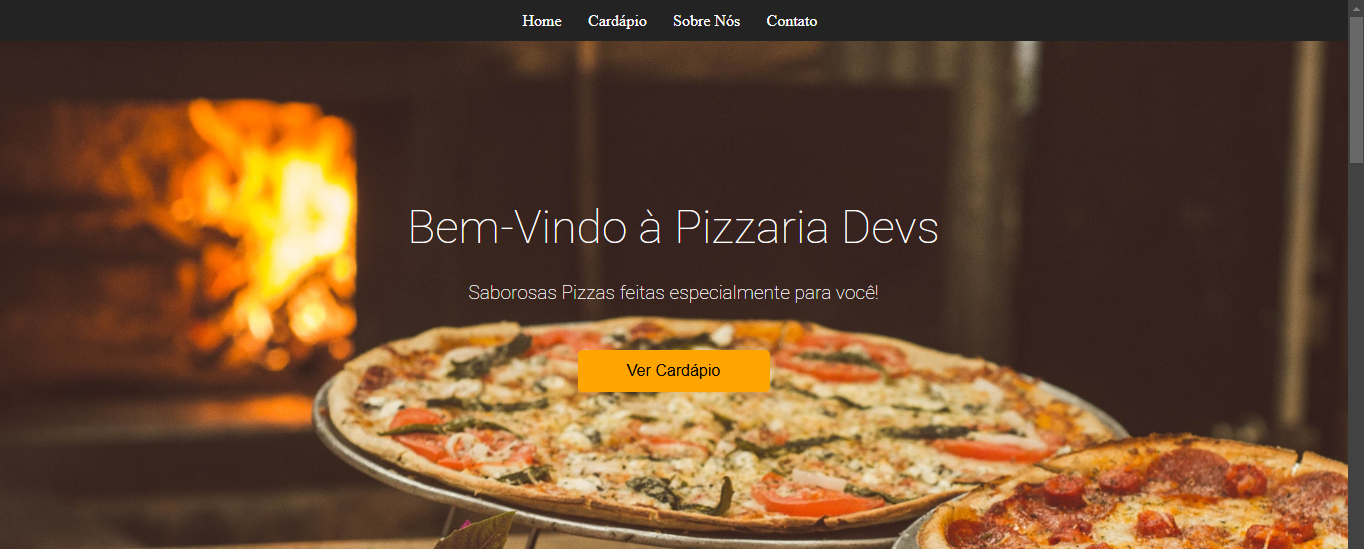 Home Cardápio Sobre Nós Contato
Bem-Vindo à Pizzaria Devs
Saborosas Pizzas feitas especialmente para você!
Ver Cardápio